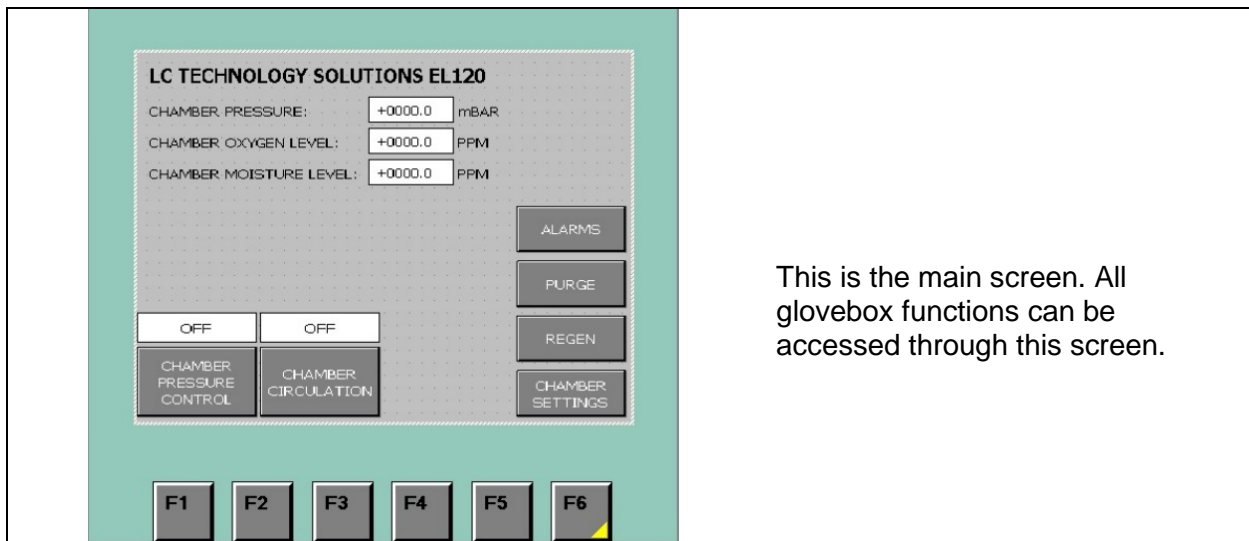 LC TECHNOLOGY SOLUTIONS EL120
CHAMBER PRESSURE: +0000.0 mBAR
CHAMBER OXYGEN LEVEL: +0000.0 PPM
CHAMBER MOISTURE LEVEL: +0000.0 PPM
ALARMS
PURGE
REGEN
CHAMBER
SETTINGS
OFF
CHAMBER
PRESSURE
CONTROL
OFF
CHAMBER
CIRCULATION
F1 F2 F3 F4 F5 F6
This is the main screen. All
glovebox functions can be
accessed through this screen.